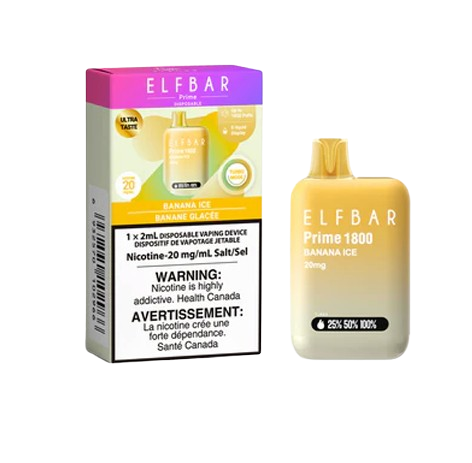 ELFBAR
Prime
DISPOSABLE
ULTRA
TASTE
20
BANANA ICE
BANANE GLACÉE
1 x 2mL DISPOSABLE VAPING DEVICE
DISPOSITIF DE VAPOTAGE JETABLE
Nicotine-20 mg/mL Salt/Sel
WARNING:
Nicotine is highly
addictive. Health Canada
AVERTISSEMENT:
La nicotine crée une
forte dépendance.
Santé Canada
ELFBAR
Prime 1800
BANANA ICE
20mg
25% 50% 100%